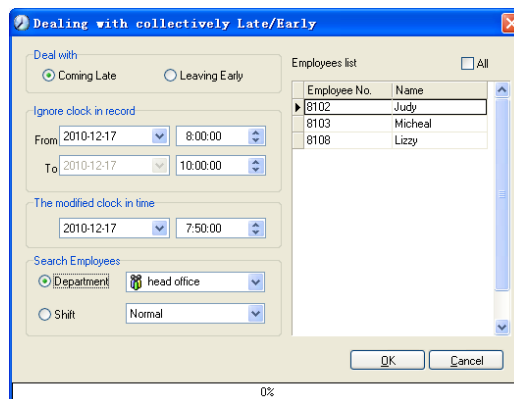 Dealing with collectively Late/Early
Deal with
Coming Late
Leaving Early
Ignore clock in record
From 2010-12-17 8:00:00
To 2010-12-17 10:00:00
The modified clock in time
2010-12-17 7:50:00
Search Employees
Department head office
Shift Normal
Employees list All
Employee No. Name
8102 Judy
8103 Micheal
8108 Lizzy
OK Cancel
0%